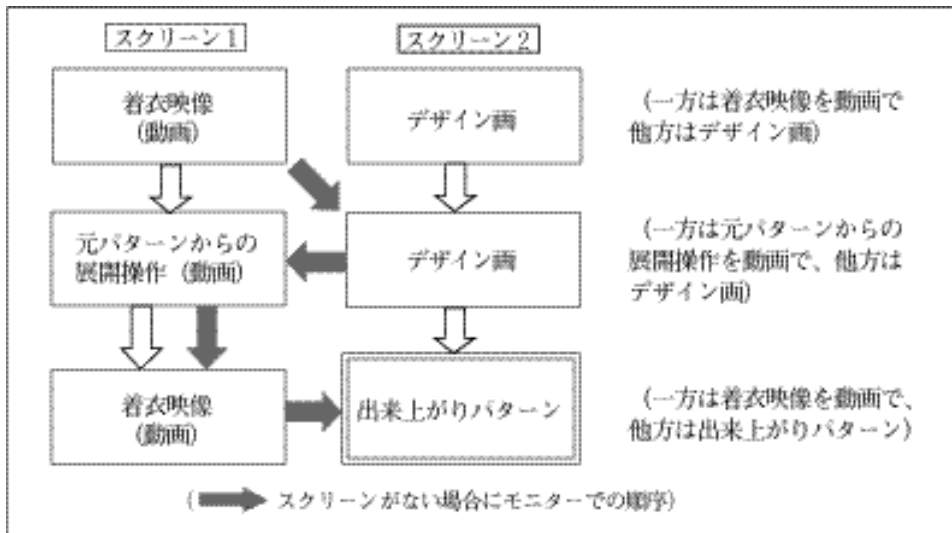 スクリーン1
スクリーン2
着衣映像
(動画)
デザイン画
(一方は着衣映像を動画で
他方はデザイン画)
元パターンからの
展開操作(動画)
デザイン画
(一方は元パターンからの
展開操作を動画で、他方は
デザイン画)
着衣映像
(動画)
出来上がりパターン
(一方は着衣映像を動画で、
他方は出来上がりパターン)
( スクリーンがない場合にモニターでの順序)